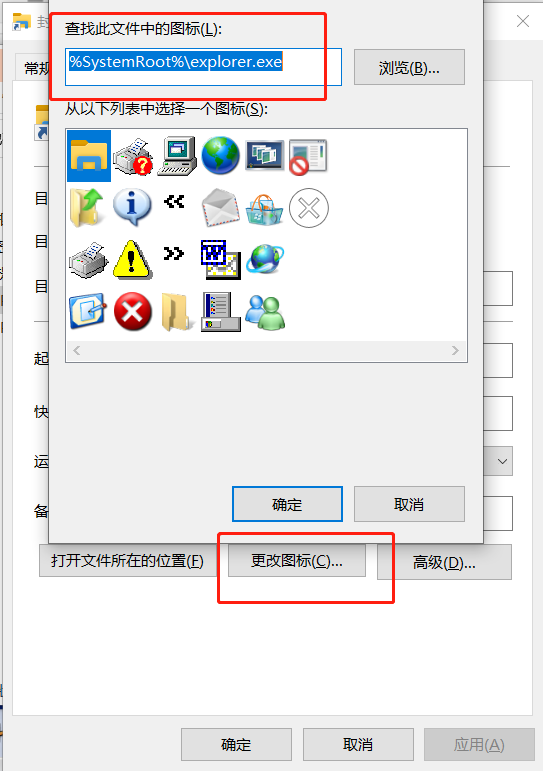 封
查找此文件中的图标(L):
%SystemRoot%\explorer.exe
浏览(B)...
常规
从以下列表中选择一个图标(S):
目
目
目
起
快
运
备
确定
取消
打开文件所在的位置(F)
更改图标(C)...
高级(D)...
确定
取消
应用(A)